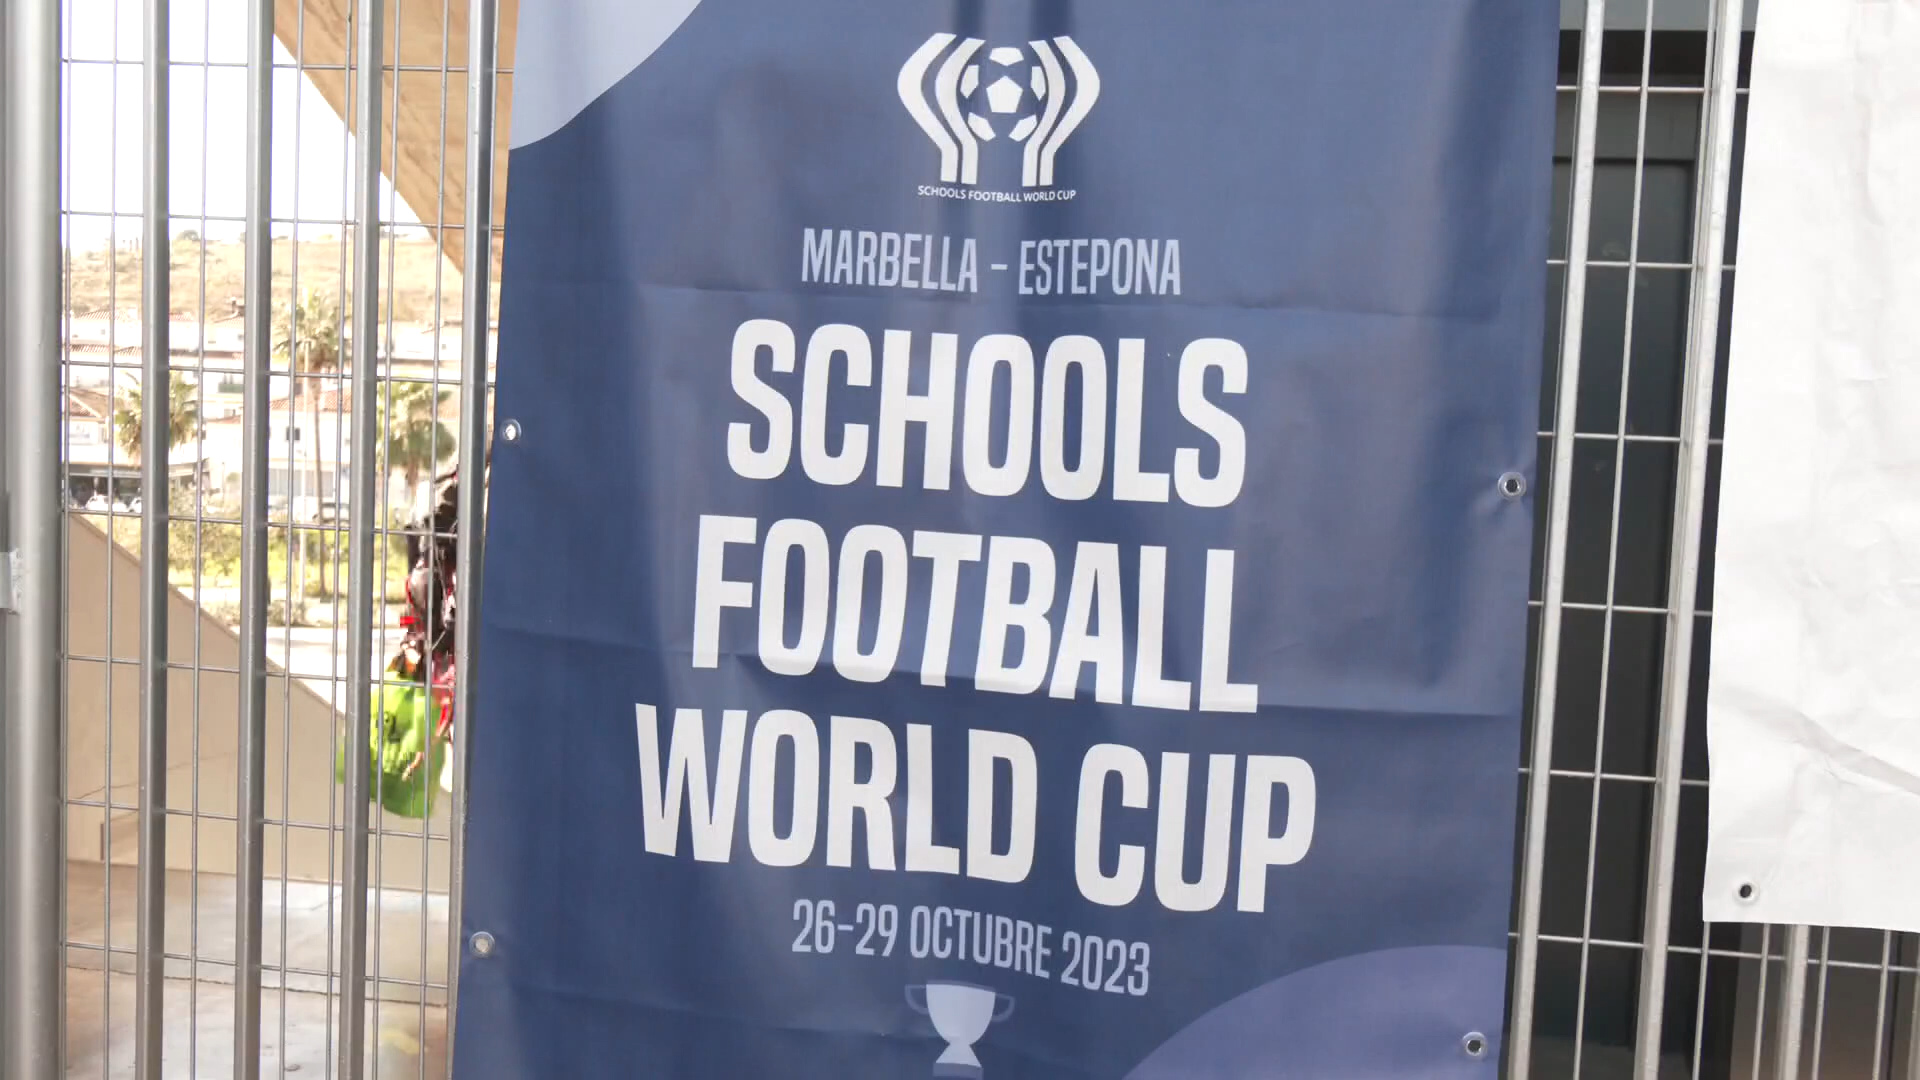 SCHOOLS FOOTBALL WORLD CUP
MARBELLA - ESTEPONA
SCHOOLS
FOOTBALL
WORLD CUP
26-29 OCTUBRE 2023